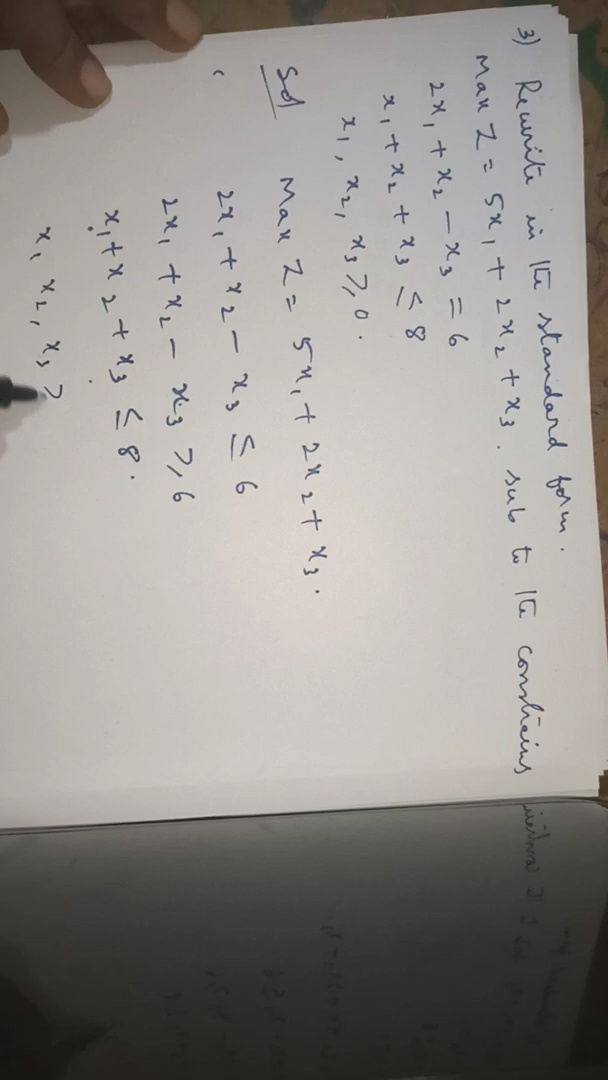 3) Rewrite in the standard form.
Max Z = 5x₁ + 2x₂ + x₃. sub to the constrains
2x₁ + x₂ - x₃ = 6
x₁ + x₂ + x₃ ≤ 8
x₁, x₂, x₃ ≥ 0.
Sol Max Z = 5x₁ + 2x₂ + x₃.
2x₁ + x₂ - x₃ ≤ 6
2x₁ + x₂ - x₃ ≥ 6
x₁ + x₂ + x₃ ≤ 8.
x₁ x₂, x₃ >